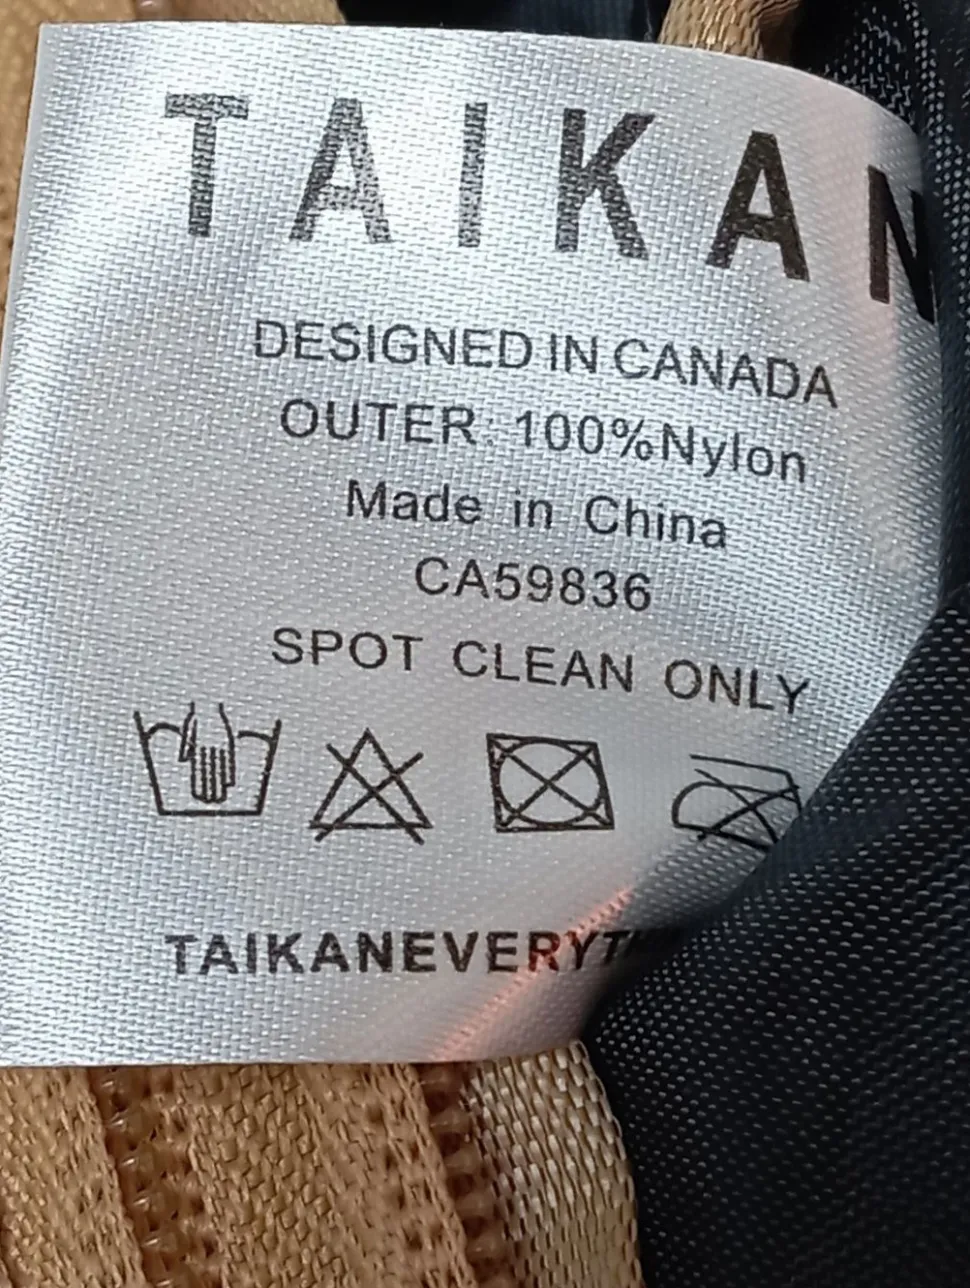 TAIKAN
DESIGNED IN CANADA
OUTER: 100%Nylon
Made in China
CA59836
SPOT CLEAN ONLY